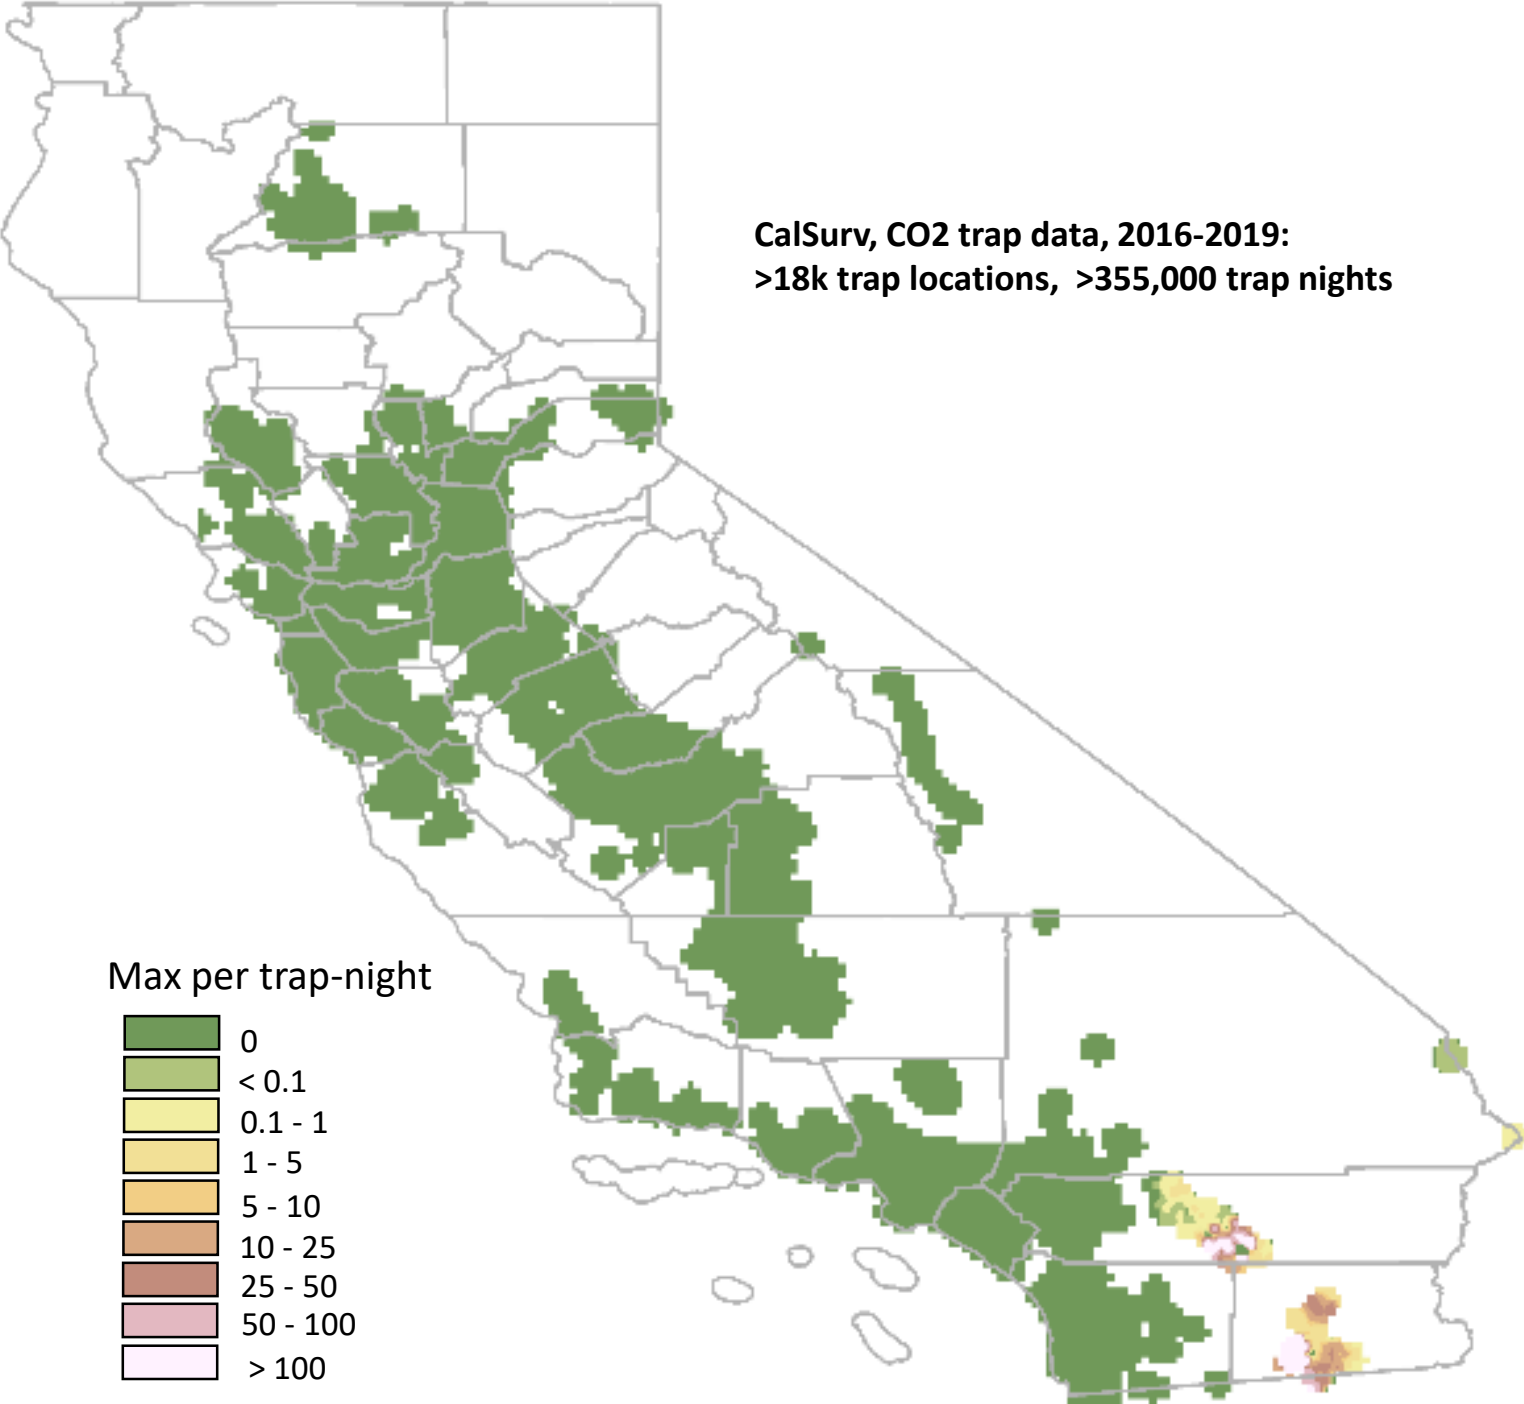 CalSurv, CO2 trap data, 2016-2019:
>18k trap locations,  >355,000 trap nights
Max per trap-night
0
< 0.1
0.1 - 1
1 - 5
5 - 10
10 - 25
25 - 50
50 - 100
> 100